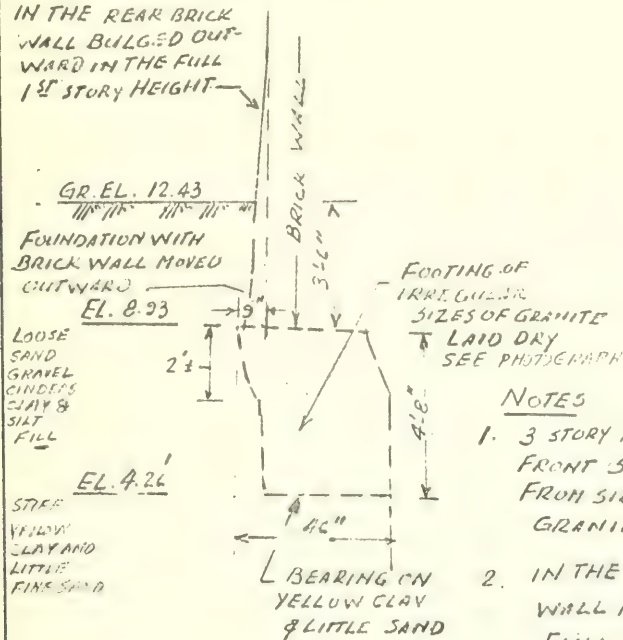 IN THE REAR BRICK
WALL BULGED OUT-
WARD IN THE FULL
1ST STORY HEIGHT
BRICK WALL
GR. EL. 12.43
FOUNDATION WITH
BRICK WALL MOVED
OUTWARD
3'-6"
EL. 8.93
9"
FOOTING OF
IRREGULAR
SIZES OF GRANITE
LAID DRY
SEE PHOTOGRAPH
LOOSE
SAND
GRAVEL
CINDERS
CLAY &
SILT
FILL
2'±
4'-8"
NOTES
1. 3 STORY
FRONT
FROM
GRANI
EL. 4.26'
STIFF
YELLOW
CLAY AND
LITTLE
FINE SAND
46"
BEARING ON
YELLOW CLAY
& LITTLE SAND
2. IN THE
WALL